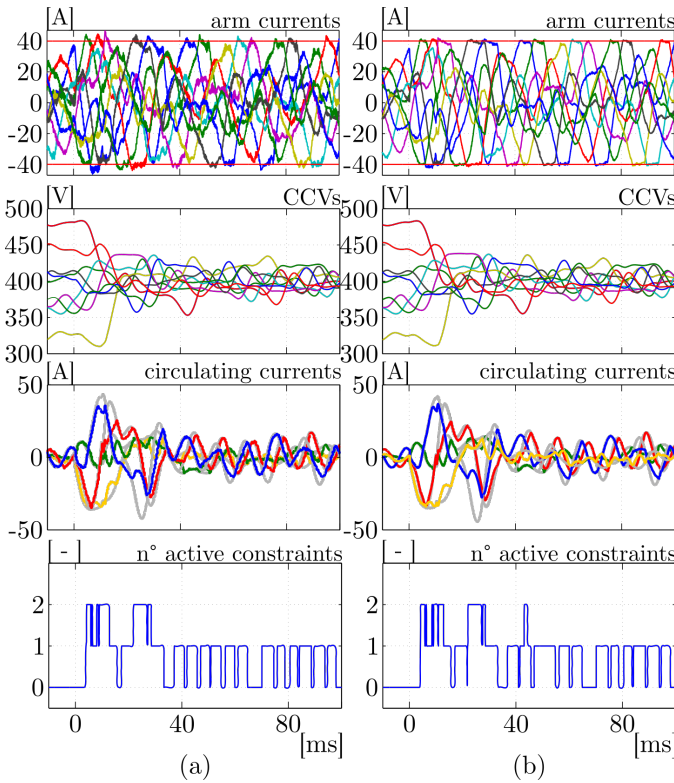 [A] arm currents
40
20
0
-20
-40
[V] CCVs
500
450
400
350
300
[A] circulating currents
50
0
-50
[ - ] n° active constraints
2
1
0
0 40 80
[ms]
(a)
[A] arm currents
40
20
0
-20
-40
[V] CCVs
500
450
400
350
300
[A] circulating currents
50
0
-50
[ - ] n° active constraints
2
1
0
0 40 80
[ms]
(b)